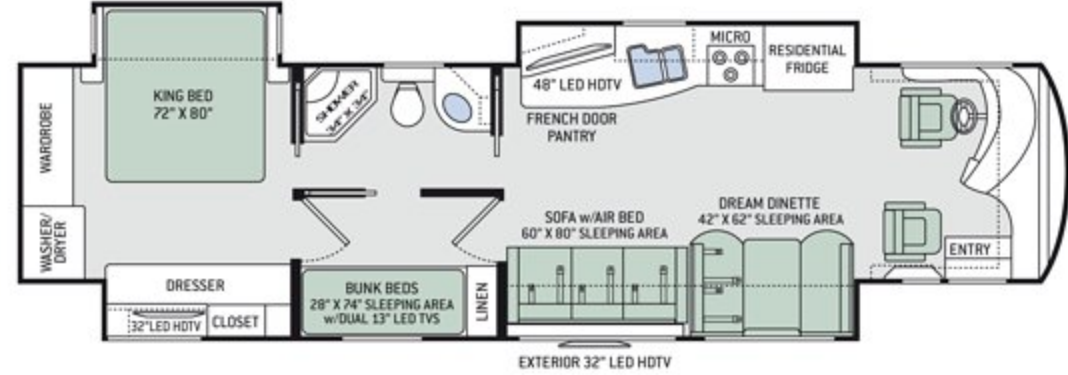 MICRO
RESIDENTIAL
FRIDGE
48" LED HDTV
FRENCH DOOR
PANTRY
KING BED
72" X 80"
WARDROBE
SHOWER
34" X 34"
WASHER/
DRYER
SOFA w/AIR BED
60" X 80" SLEEPING AREA
DREAM DINETTE
42" X 62" SLEEPING AREA
ENTRY
DRESSER
32"LED HDTV
CLOSET
BUNK BEDS
28" X 74" SLEEPING AREA
w/DUAL 13" LED TVS
LINEN
EXTERIOR 32" LED HDTV